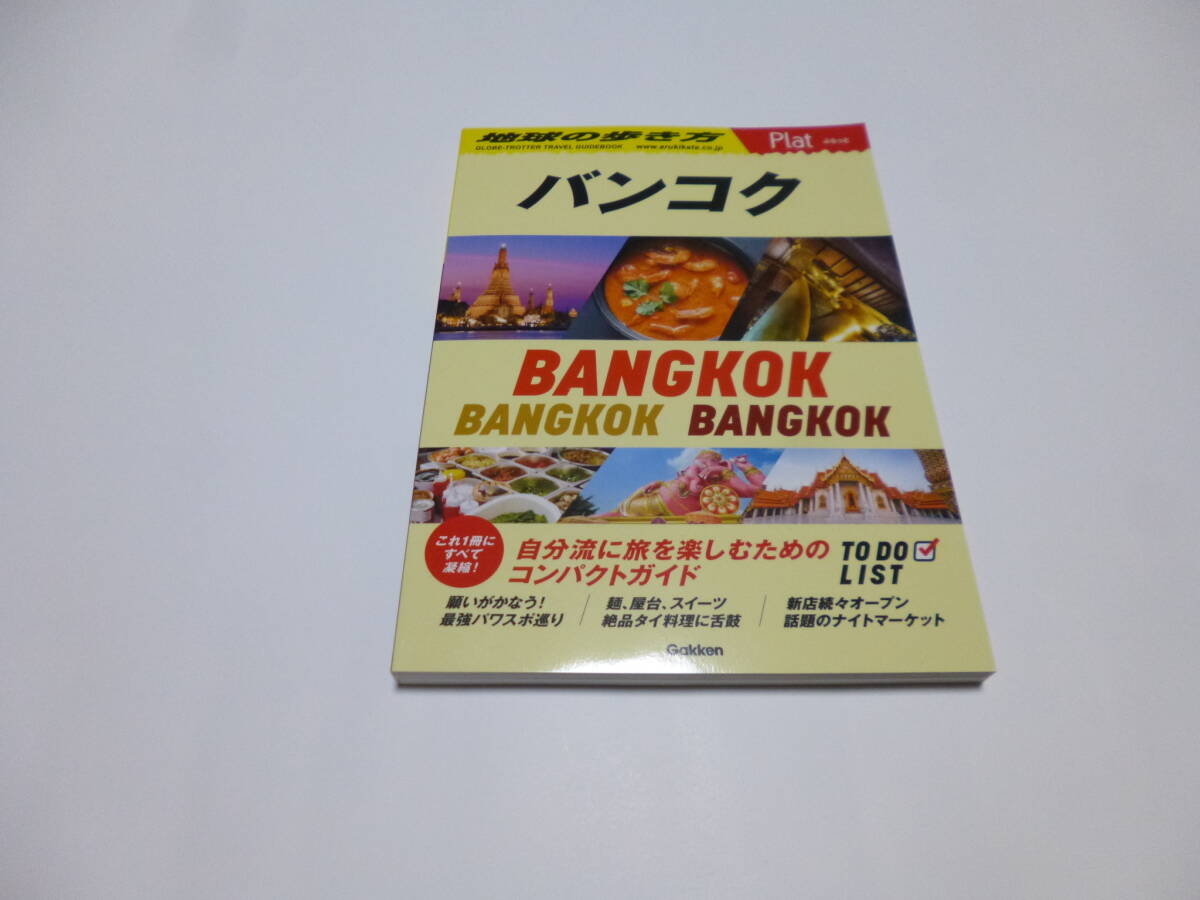 地球の歩き方
GLOBE-TROTTER TRAVEL GUIDEBOOK www.arukikata.co.jp
Plat ぷらっと
バンコク
BANGKOK
BANGKOK BANGKOK
これ1冊に
すべて
凝縮!
自分流に旅を楽しむための
コンパクトガイド
TO DO
LIST
願いがかなう!
最強パワスポ巡り
麺、屋台、スイーツ
絶品タイ料理に舌鼓
新店続々オープン
話題のナイトマーケット
Gakken